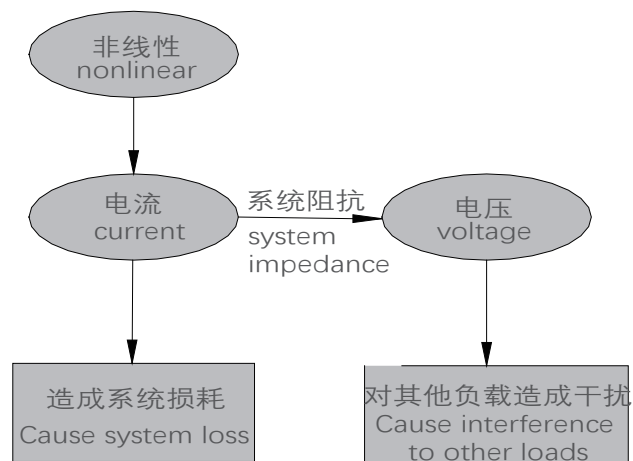 非线性
nonlinear
电流
current
系统阻抗
system
impedance
电压
voltage
造成系统损耗
Cause system loss
对其他负载造成干扰
Cause interference
to other loads